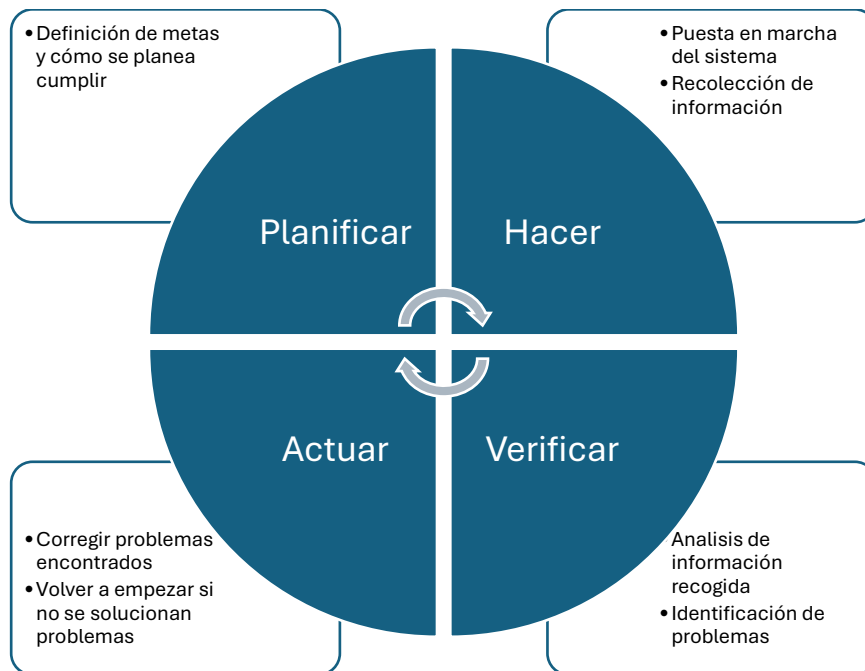 • Definición de metas
y cómo se planea
cumplir
• Puesta en marcha
del sistema
• Recolección de
información
Planificar
Hacer
Actuar
Verificar
• Corregir problemas
encontrados
• Volver a empezar si
no se solucionan
problemas
Analisis de
información
recogida
• Identificación de
problemas